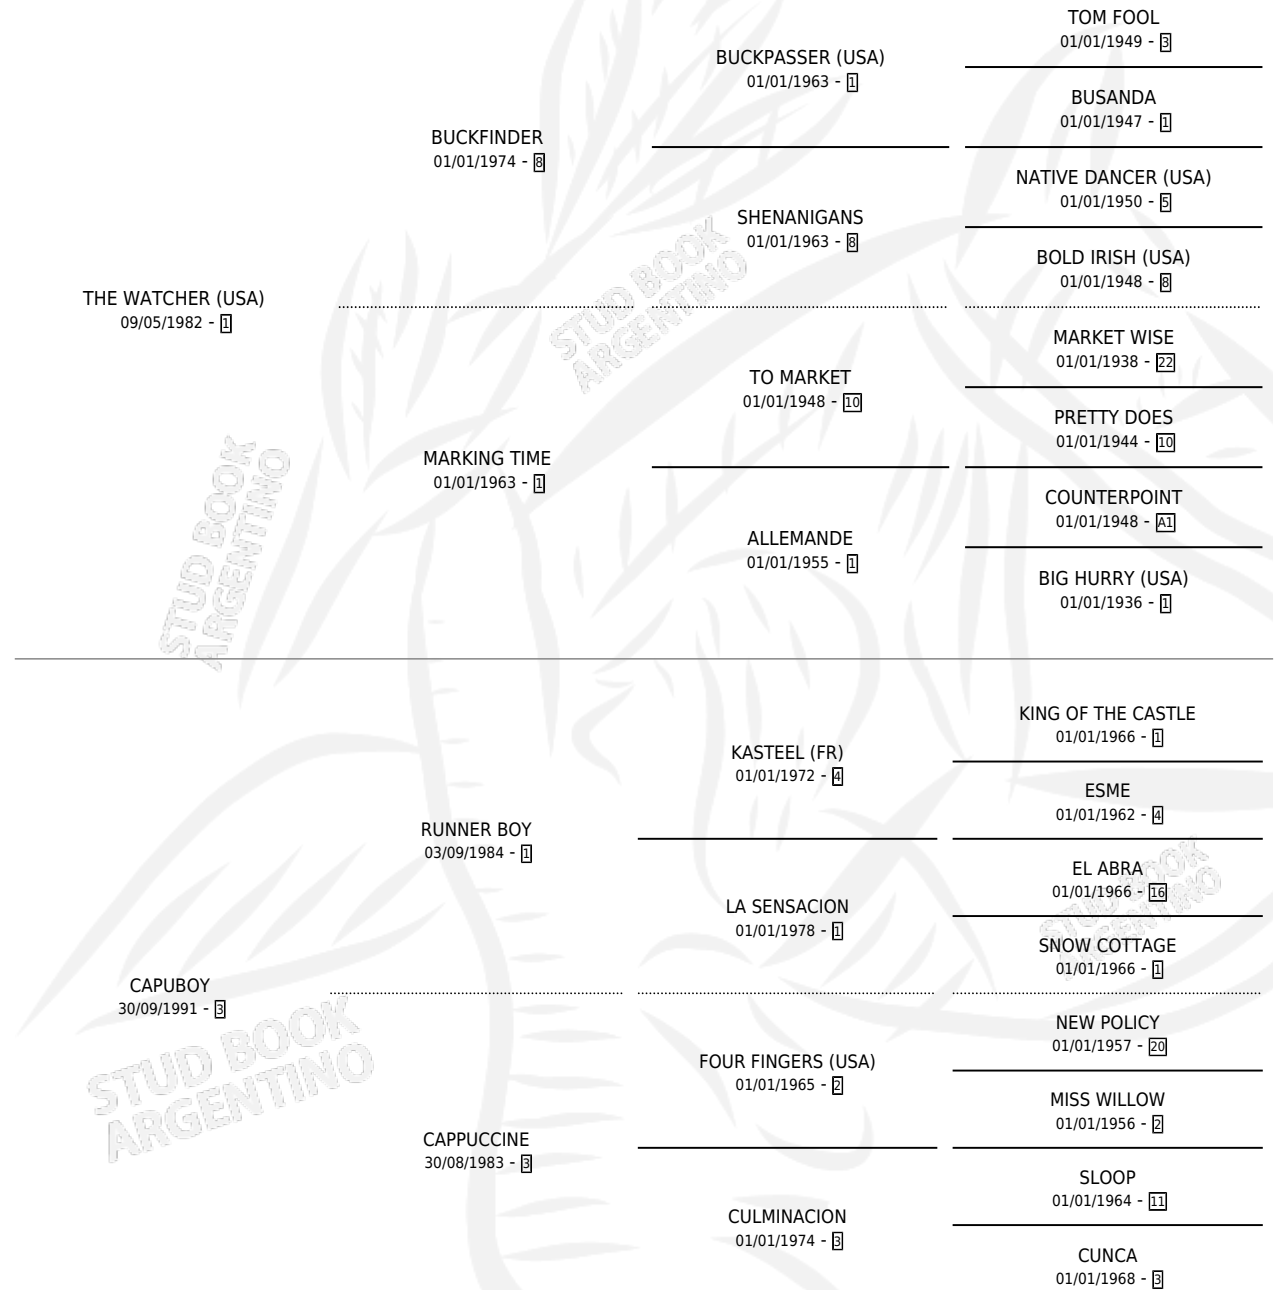 TOM FOOL
01/01/1949 - 3
BUCKPASSER (USA)
01/01/1963 - 1
BUSANDA
01/01/1947 - 1
BUCKFINDER
01/01/1974 - 8
NATIVE DANCER (USA)
01/01/1950 - 5
SHENANIGANS
01/01/1963 - 8
BOLD IRISH (USA)
01/01/1948 - 8
THE WATCHER (USA)
09/05/1982 - 1
MARKET WISE
01/01/1938 - 22
TO MARKET
01/01/1948 - 10
PRETTY DOES
01/01/1944 - 10
MARKING TIME
01/01/1963 - 1
COUNTERPOINT
01/01/1948 - A1
ALLEMANDE
01/01/1955 - 1
BIG HURRY (USA)
01/01/1936 - 1
KING OF THE CASTLE
01/01/1966 - 1
KASTEEL (FR)
01/01/1972 - 4
ESME
01/01/1962 - 4
RUNNER BOY
03/09/1984 - 1
EL ABRA
01/01/1966 - 16
LA SENSACION
01/01/1978 - 1
SNOW COTTAGE
01/01/1966 - 1
CAPUBOY
30/09/1991 - 3
NEW POLICY
01/01/1957 - 20
FOUR FINGERS (USA)
01/01/1965 - 2
MISS WILLOW
01/01/1956 - 2
CAPPUCCINE
30/08/1983 - 3
SLOOP
01/01/1964 - 11
CULMINACION
01/01/1974 - 3
CUNCA
01/01/1968 - 3
STUD BOOK
ARGENTINO
STUD BOOK
ARGENTINO
STUD BOOK
ARGENTINO
STUD BOOK
ARGENTINO